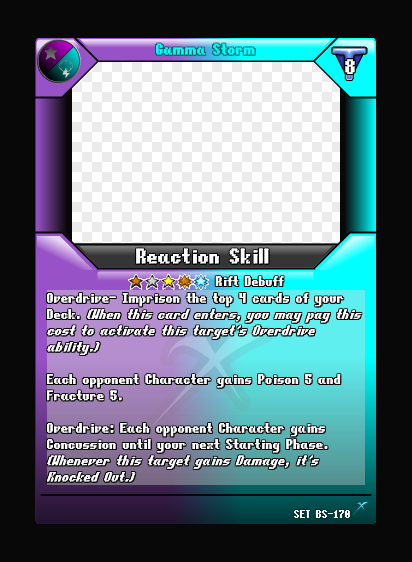 Gamma Storm
8
Reaction Skill
Rift Debuff
Overdrive- Imprison the top 4 cards of your
Deck. (When this card enters, you may pay this
cost to activate this target's Overdrive
ability.)
Each opponent Character gains Poison 5 and
Fracture 5.
Overdrive: Each opponent Character gains
Concussion until your next Starting Phase.
(Whenever this target gains Damage, it's
Knocked Out.)
SET BS-170